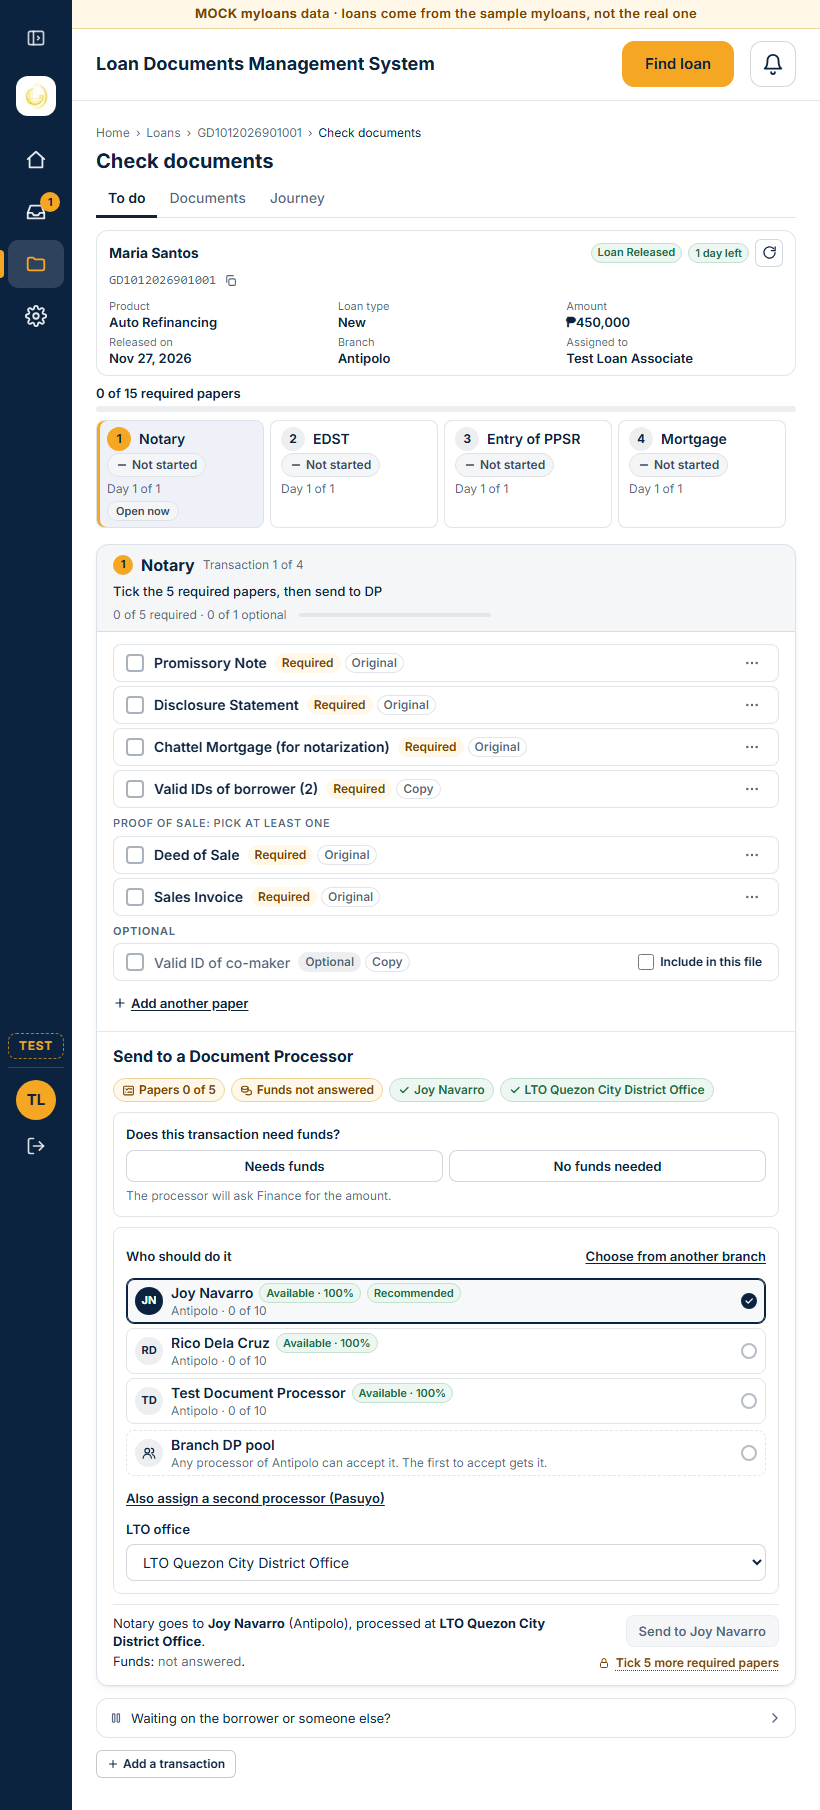 MOCK myloans data · loans come from the sample myloans, not the real one
Loan Documents Management System
Find loan
1
Home › Loans › GD1012026901001 › Check documents
Check documents
To do
Documents
Journey
Maria Santos
Loan Released
1 day left
GD1012026901001
Product
Loan type
Amount
Auto Refinancing
New
₱450,000
Released on
Branch
Assigned to
Nov 27, 2026
Antipolo
Test Loan Associate
0 of 15 required papers
1 Notary
Not started
Day 1 of 1
Open now
2 EDST
Not started
Day 1 of 1
3 Entry of PPSR
Not started
Day 1 of 1
4 Mortgage
Not started
Day 1 of 1
1 Notary Transaction 1 of 4
Tick the 5 required papers, then send to DP
0 of 5 required · 0 of 1 optional
Promissory Note Required Original
Disclosure Statement Required Original
Chattel Mortgage (for notarization) Required Original
Valid IDs of borrower (2) Required Copy
PROOF OF SALE: PICK AT LEAST ONE
Deed of Sale Required Original
Sales Invoice Required Original
OPTIONAL
Valid ID of co-maker Optional Copy Include in this file
+ Add another paper
TEST
TL
Send to a Document Processor
Papers 0 of 5
Funds not answered
Joy Navarro
LTO Quezon City District Office
Does this transaction need funds?
Needs funds
No funds needed
The processor will ask Finance for the amount.
Who should do it
Choose from another branch
JN
Joy Navarro Available · 100% Recommended
Antipolo · 0 of 10
RD
Rico Dela Cruz Available · 100%
Antipolo · 0 of 10
TD
Test Document Processor Available · 100%
Antipolo · 0 of 10
Branch DP pool
Any processor of Antipolo can accept it. The first to accept gets it.
Also assign a second processor (Pasuyo)
LTO office
LTO Quezon City District Office
Notary goes to Joy Navarro (Antipolo), processed at LTO Quezon City
District Office.
Funds: not answered.
Send to Joy Navarro
Tick 5 more required papers
Waiting on the borrower or someone else?
+ Add a transaction